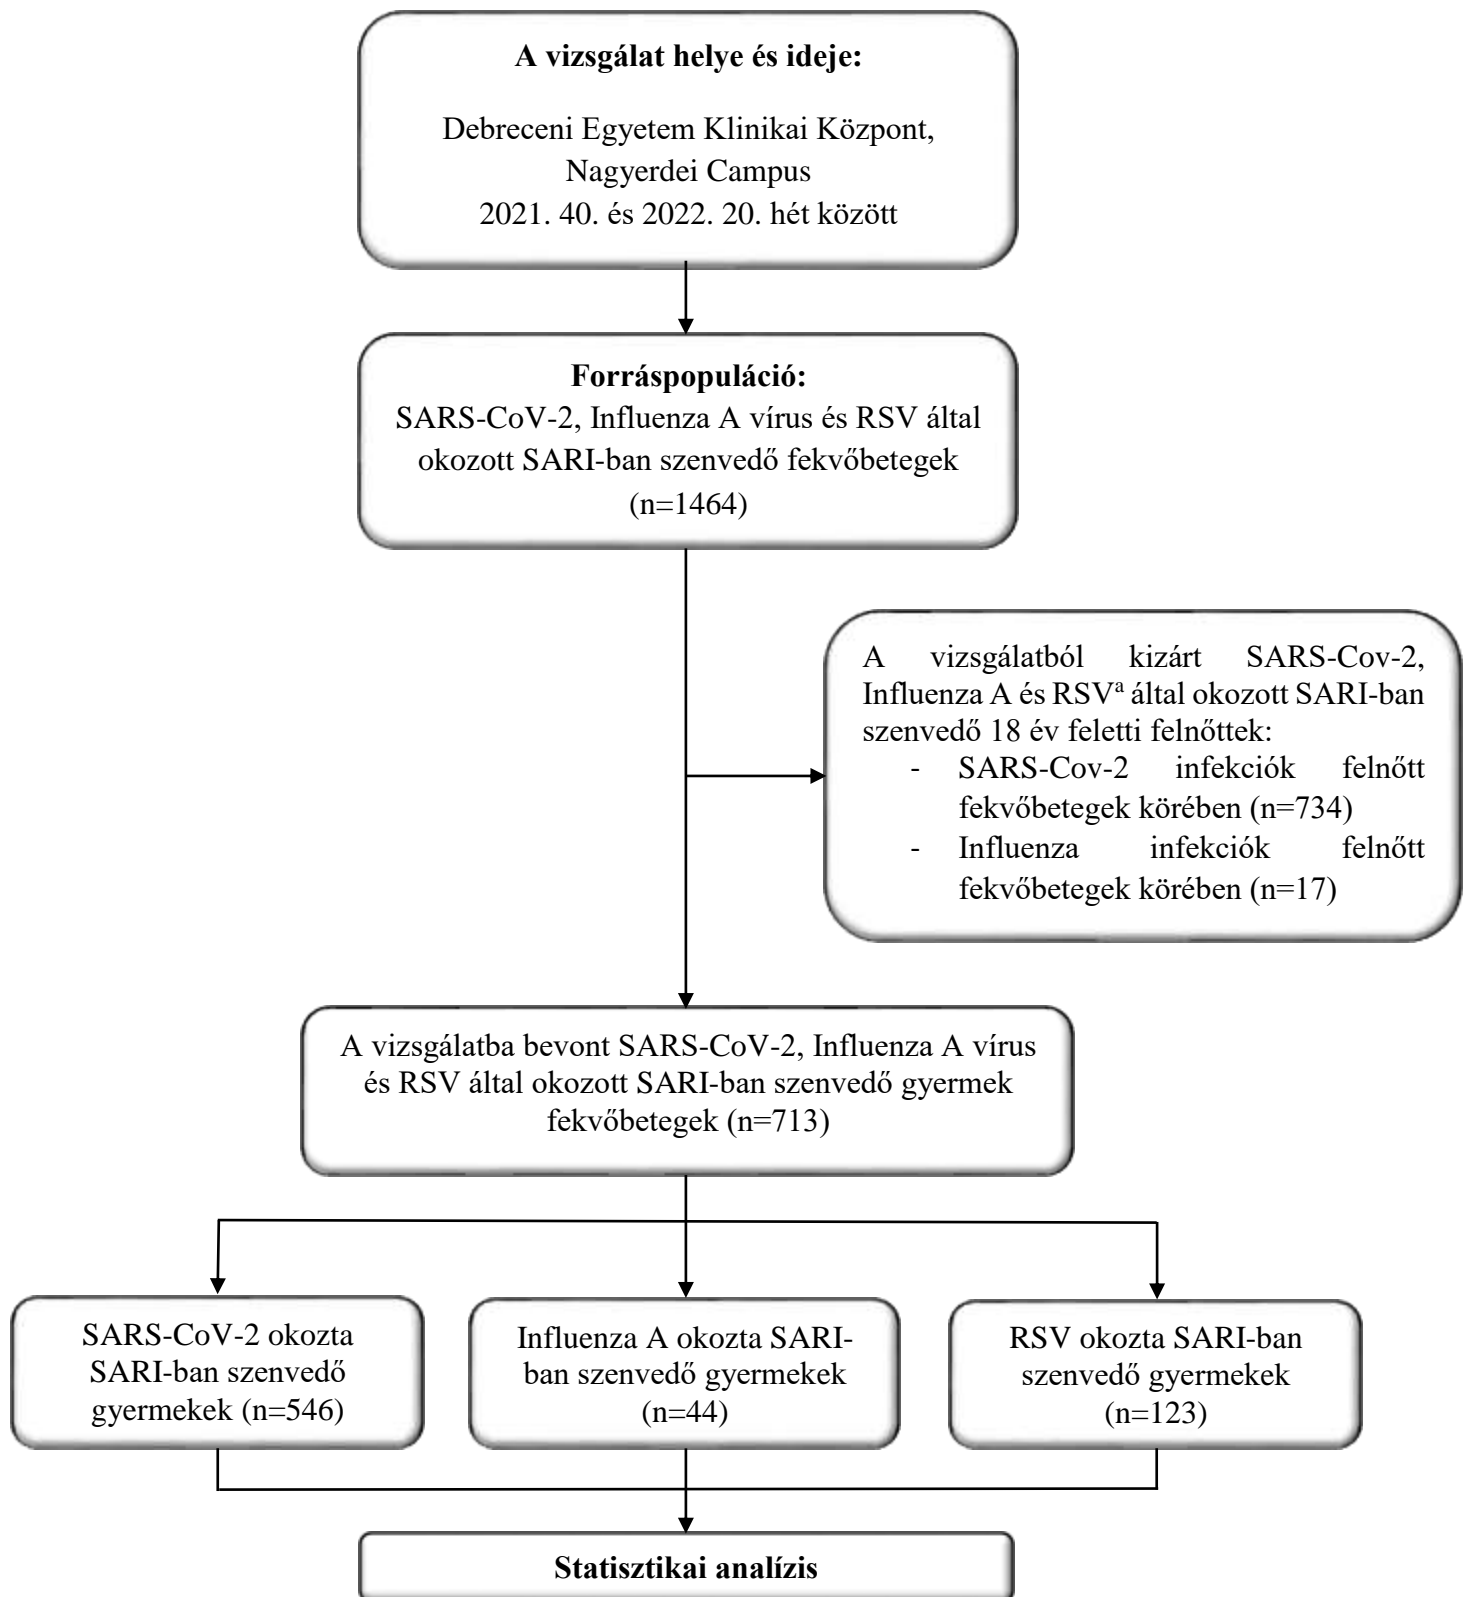 A vizsgálat helye és ideje:
Debreceni Egyetem Klinikai Központ,
Nagyerdei Campus
2021. 40. és 2022. 20. hét között
Forráspopuláció:
SARS-CoV-2, Influenza A vírus és RSV által
okozott SARI-ban szenvedő fekvőbetegek
(n=1464)
A vizsgálatból kizárt SARS-Cov-2,
Influenza A és RSVᵃ által okozott SARI-ban
szenvedő 18 év feletti felnőttek:
- SARS-Cov-2 infekciók felnőtt
fekvőbetegek körében (n=734)
- Influenza infekciók felnőtt
fekvőbetegek körében (n=17)
A vizsgálatba bevont SARS-CoV-2, Influenza A vírus
és RSV által okozott SARI-ban szenvedő gyermek
fekvőbetegek (n=713)
SARS-CoV-2 okozta
SARI-ban szenvedő
gyermekek (n=546)
Influenza A okozta SARI-
ban szenvedő gyermekek
(n=44)
RSV okozta SARI-ban
szenvedő gyermekek
(n=123)
Statisztikai analízis